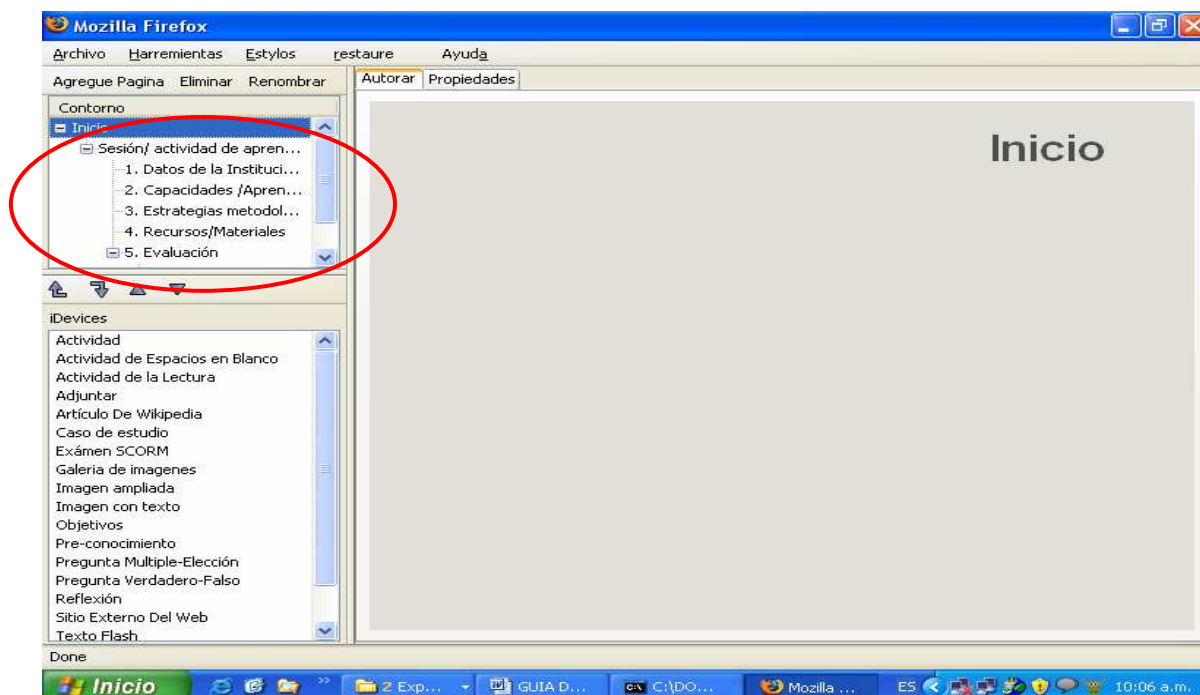 Mozilla Firefox
Archivo Harremientas Estylos restaure Ayuda
Agregue Pagina Eliminar Renombrar
Autorar Propiedades
Contorno
Inicio
Sesión/ actividad de apren...
1. Datos de la Instituci...
2. Capacidades /Apren...
3. Estrategias metodol...
4. Recursos/Materiales
5. Evaluación
Inicio
iDevices
Actividad
Actividad de Espacios en Blanco
Actividad de la Lectura
Adjuntar
Artículo De Wikipedia
Caso de estudio
Exámen SCORM
Galeria de imagenes
Imagen ampliada
Imagen con texto
Objetivos
Pre-conocimiento
Pregunta Multiple-Elección
Pregunta Verdadero-Falso
Reflexión
Sitio Externo Del Web
Texto Flash
Done
Inicio 2 Exp... GUIA D... C:\DO... Mozilla ... ES 10:06 a.m.